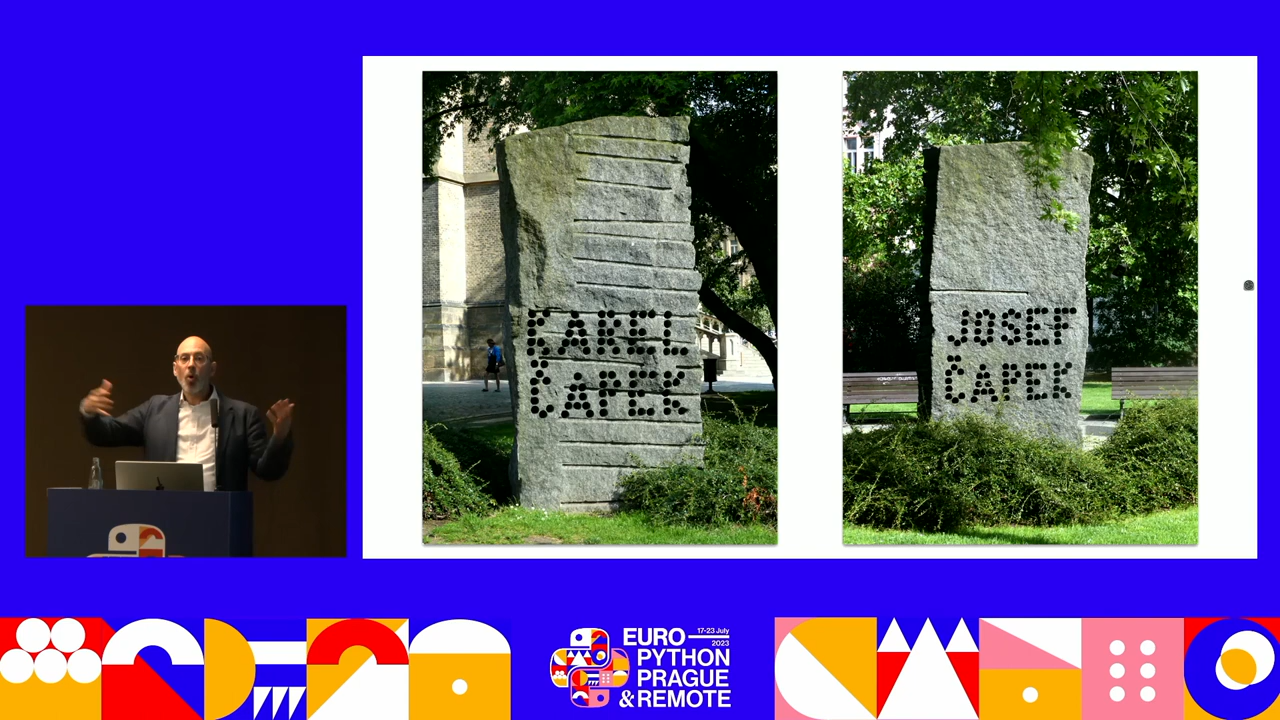 KAREL
ČAPEK
JOSEF
ČAPEK
EURO
17-23 July
2023
PYTHON
PRAGUE
& REMOTE